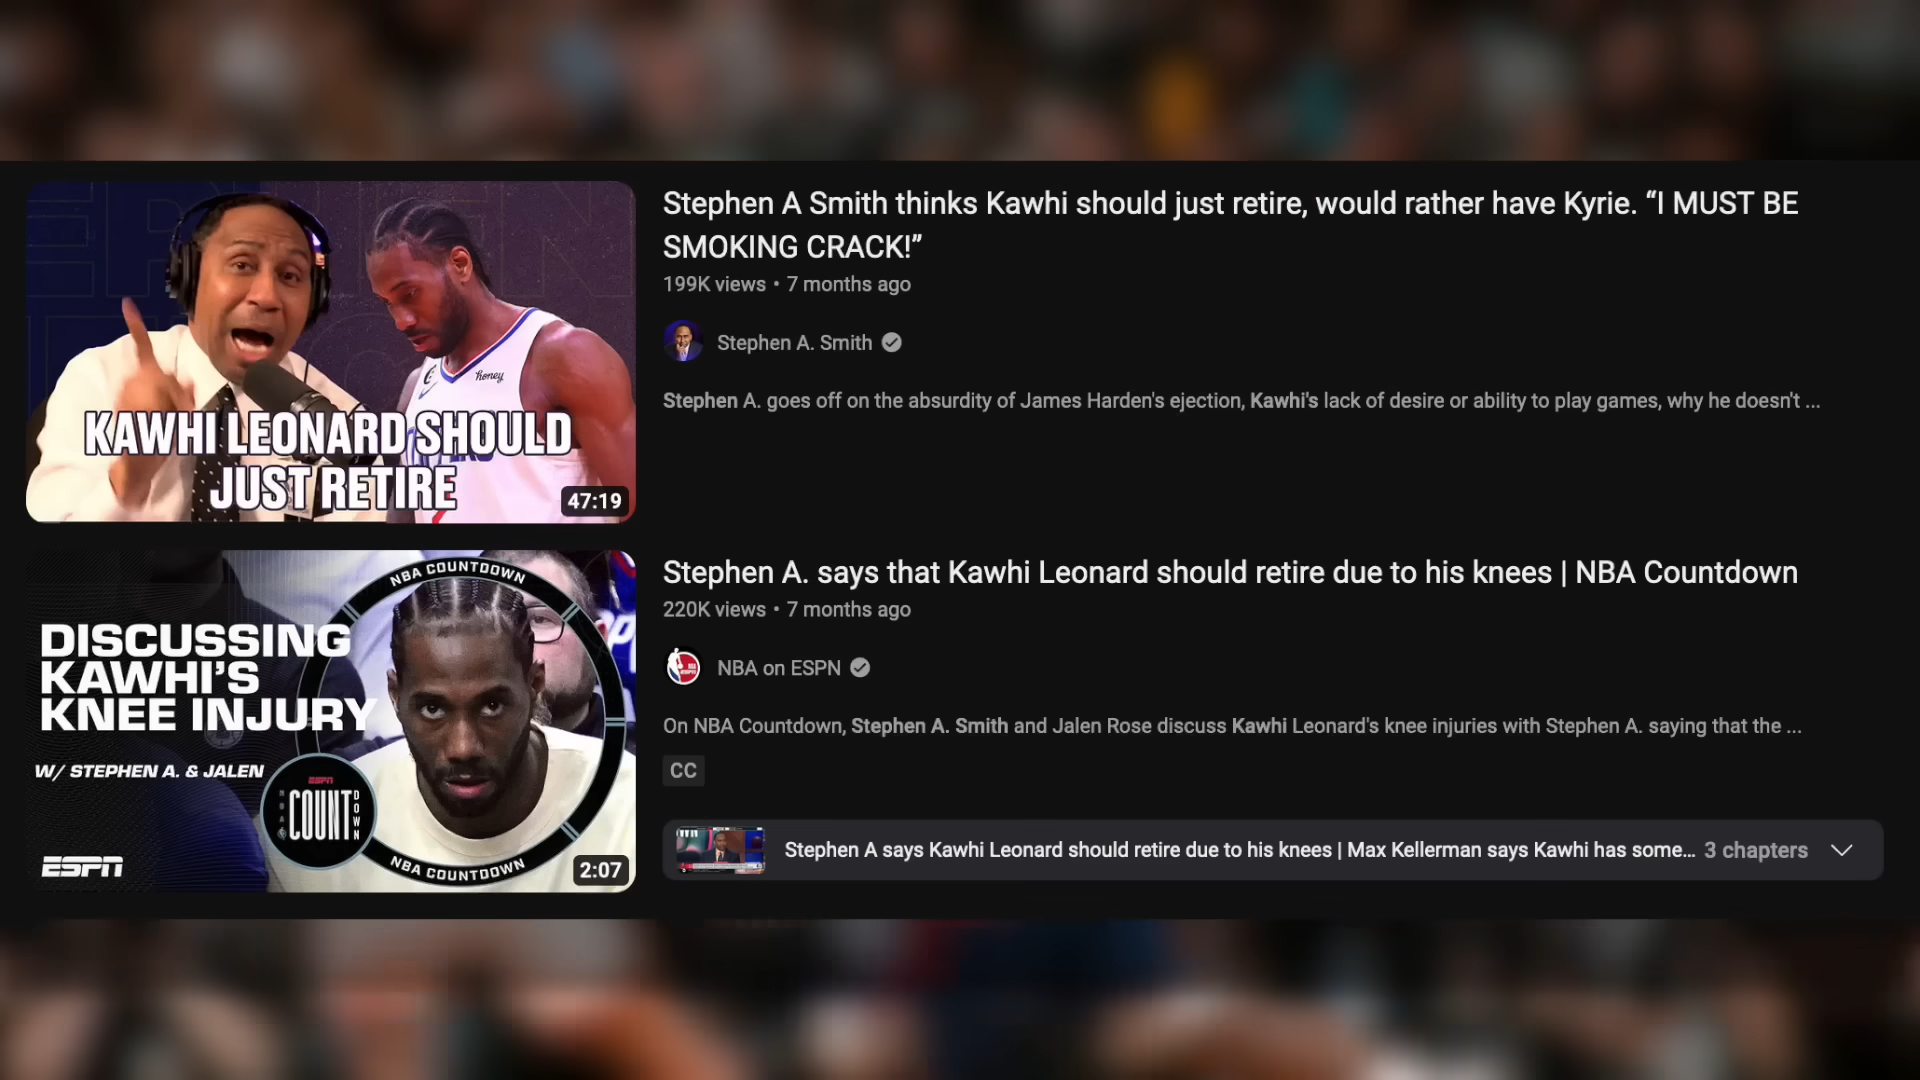 honey
KAWHI LEONARD SHOULD
JUST RETIRE
47:19
Stephen A Smith thinks Kawhi should just retire, would rather have Kyrie. “I MUST BE
SMOKING CRACK!”
199K views • 7 months ago
Stephen A. Smith
Stephen A. goes off on the absurdity of James Harden's ejection, Kawhi's lack of desire or ability to play games, why he doesn't ...
NBA COUNTDOWN
DISCUSSING
KAWHI'S
KNEE INJURY
W/ STEPHEN A. & JALEN
ESPN
NBA
COUNT
DOWN
NBA COUNTDOWN
ESPN
2:07
Stephen A. says that Kawhi Leonard should retire due to his knees | NBA Countdown
220K views • 7 months ago
NBA on ESPN
On NBA Countdown, Stephen A. Smith and Jalen Rose discuss Kawhi Leonard's knee injuries with Stephen A. saying that the ...
CC
Stephen A says Kawhi Leonard should retire due to his knees | Max Kellerman says Kawhi has some... 3 chapters